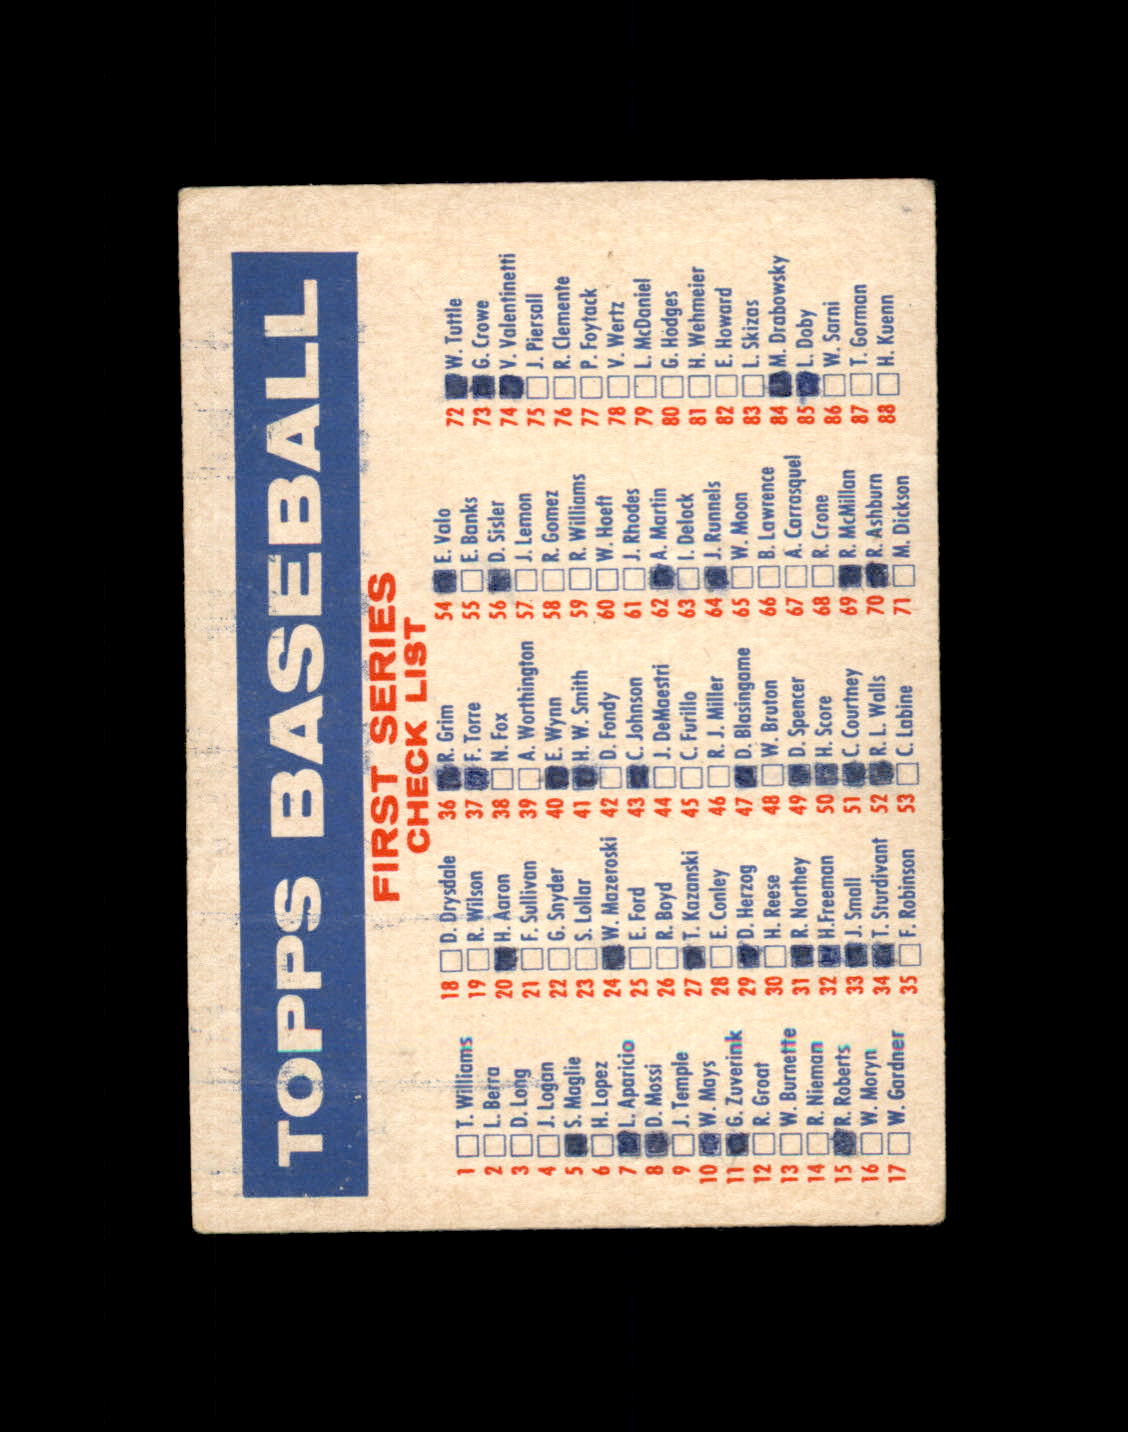 TOPPS BASEBALL
FIRST SERIES
CHECK LIST
1 T. Williams
2 L. Berra
3 D. Long
4 J. Logan
5 S. Maglie
6 H. Lopez
7 L. Aparicio
8 D. Mossi
9 J. Temple
10 W. Mays
11 G. Zuverink
12 R. Groat
13 W. Burnette
14 R. Nieman
15 R. Roberts
16 W. Moryn
17 W. Gardner
18 D. Drysdale
19 R. Wilson
20 H. Aaron
21 F. Sullivan
22 G. Snyder
23 S. Lollar
24 W. Mazeroski
25 E. Ford
26 R. Boyd
27 T. Kazanski
28 E. Conley
29 D. Herzog
30 H. Reese
31 R. Northey
32 H. Freeman
33 J. Small
34 T. Sturdivant
35 F. Robinson
36 R. Grim
37 F. Torre
38 N. Fox
39 A. Worthington
40 E. Wynn
41 H. W. Smith
42 D. Fondy
43 C. Johnson
44 J. DeMaestri
45 C. Furillo
46 R. J. Miller
47 D. Blasingame
48 W. Bruton
49 D. Spencer
50 H. Score
51 C. Courtney
52 R. L. Walls
53 C. Labine
54 E. Valo
55 E. Banks
56 D. Sisler
57 J. Lemon
58 R. Gomez
59 R. Williams
60 W. Hoeft
61 J. Rhodes
62 A. Martin
63 I. Delock
64 J. Runnels
65 W. Moon
66 B. Lawrence
67 A. Carrasquel
68 R. Crone
69 R. McMillan
70 R. Ashburn
71 M. Dickson
72 W. Tuttle
73 G. Crowe
74 V. Valentinetti
75 J. Piersall
76 R. Clemente
77 P. Foytack
78 V. Wertz
79 L. McDaniel
80 G. Hodges
81 H. Wehmeier
82 E. Howard
83 L. Skizas
84 M. Drabowsky
85 L. Doby
86 W. Sarni
87 T. Gorman
88 H. Kuenn